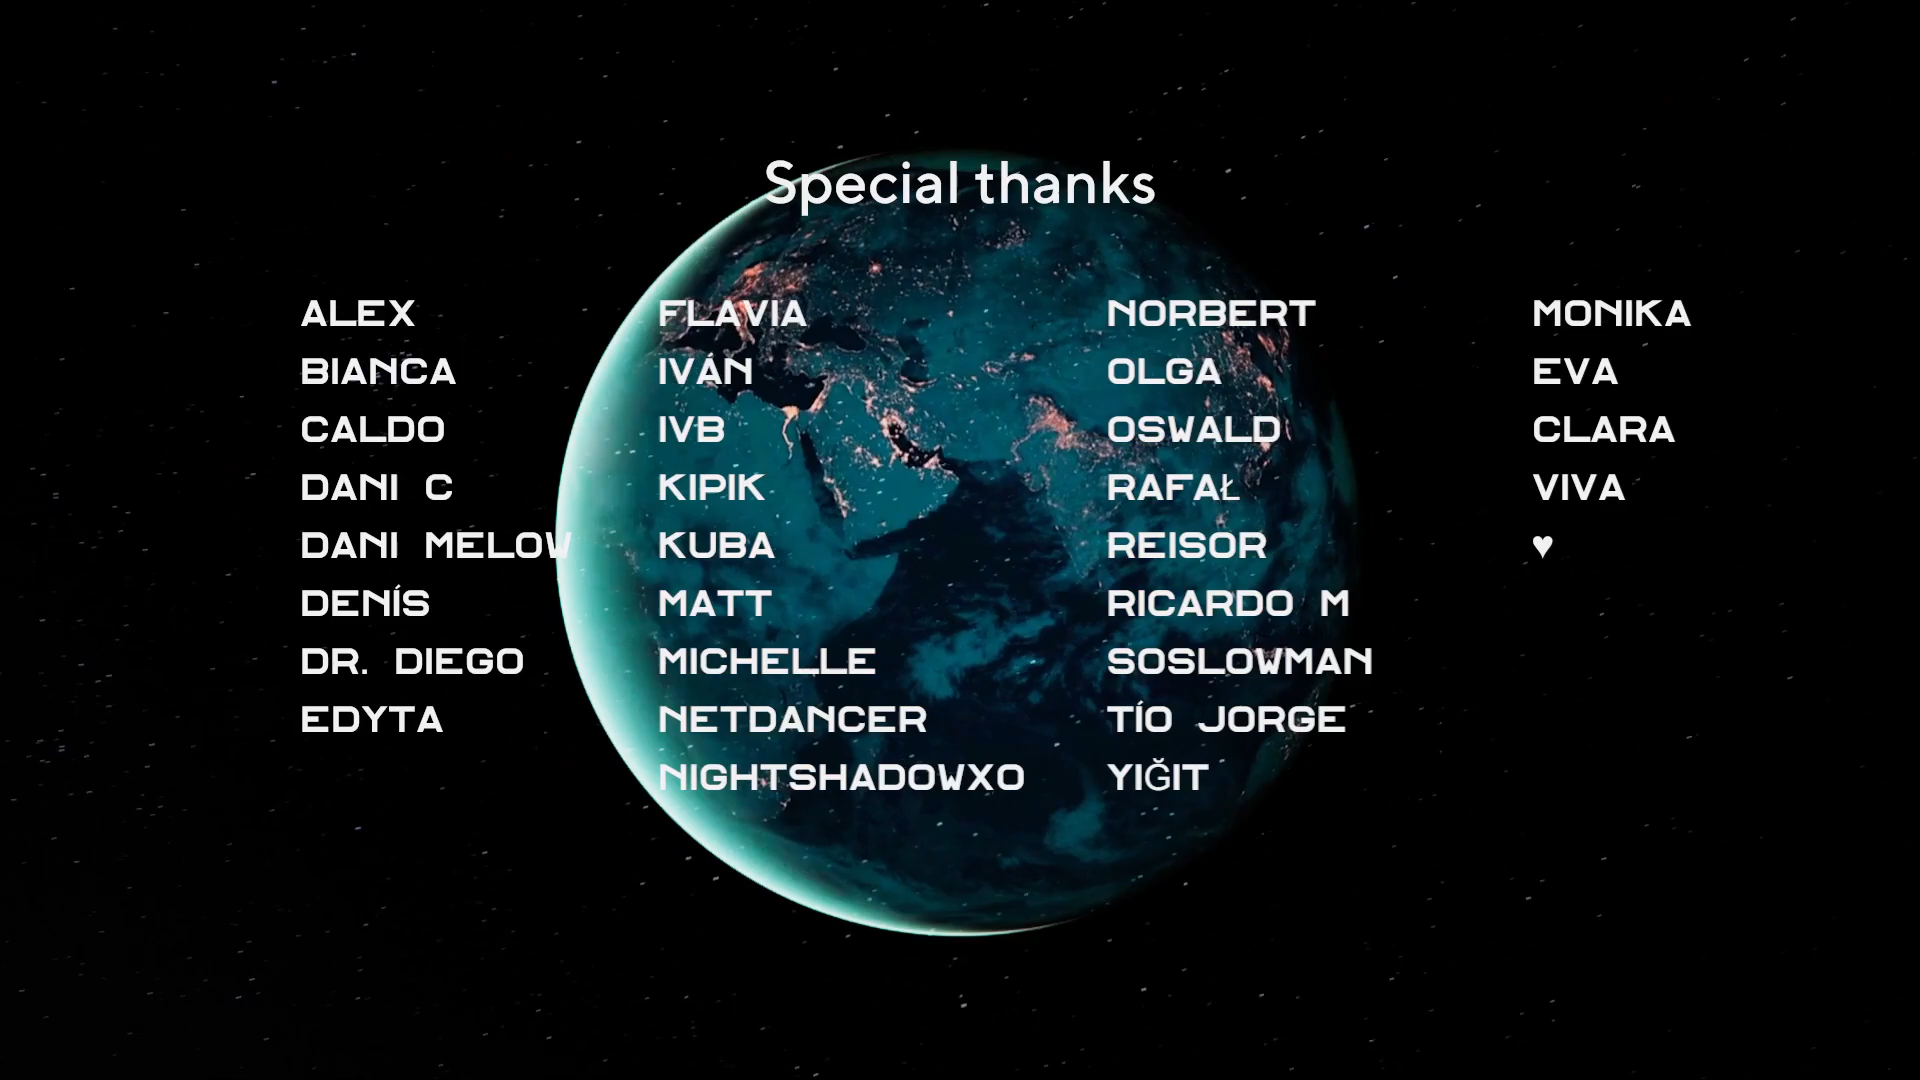 Special thanks
ALEX
BIANCA
CALDO
DANI C
DANI MELOW
DENÍS
DR. DIEGO
EDYTA
FLAVIA
IVÁN
IVB
KIPIK
KUBA
MATT
MICHELLE
NETDANCER
NIGHTSHADOWXO
NORBERT
OLGA
OSWALD
RAFAŁ
REISOR
RICARDO M
SOSLOWMAN
TÍO JORGE
YIĞIT
MONIKA
EVA
CLARA
VIVA
♥